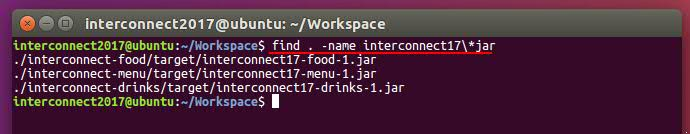 interconnect2017@ubuntu: ~/Workspace
interconnect2017@ubuntu:~/Workspace$ find . -name interconnect17\*jar
./interconnect-food/target/interconnect17-food-1.jar
./interconnect-menu/target/interconnect17-menu-1.jar
./interconnect-drinks/target/interconnect17-drinks-1.jar
interconnect2017@ubuntu:~/Workspace$